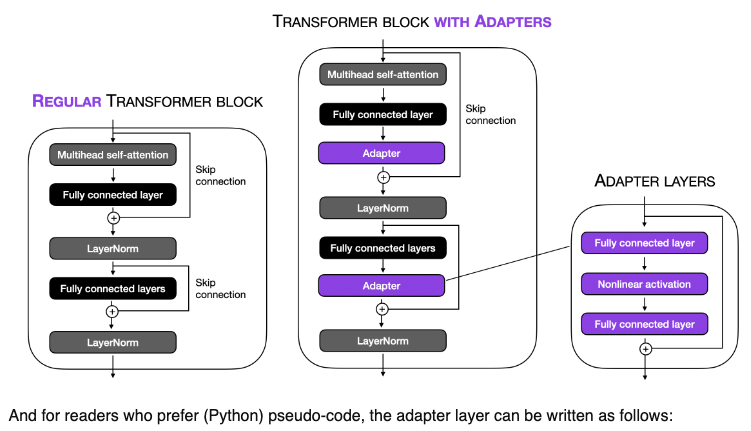 TRANSFORMER BLOCK WITH ADAPTERS
Multihead self-attention
Fully connected layer
Skip
connection
Adapter
+
LayerNorm
Fully connected layers
Adapter
+
LayerNorm
REGULAR TRANSFORMER BLOCK
Multihead self-attention
Skip
connection
Fully connected layer
+
LayerNorm
Fully connected layers
Skip
connection
+
LayerNorm
ADAPTER LAYERS
Fully connected layer
Nonlinear activation
Fully connected layer
+
And for readers who prefer (Python) pseudo-code, the adapter layer can be written as follows: